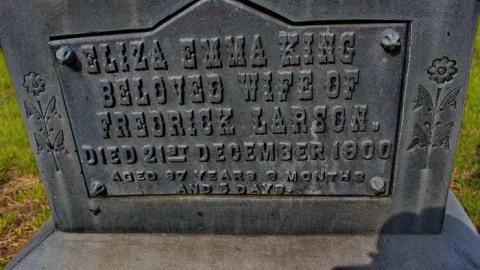 ELIZA EMMA KING
BELOVED WIFE OF
FREDRICK LARSON.
DIED 21ST DECEMBER 1900
AGED 37 YEARS 9 MONTHS
AND 5 DAYS.